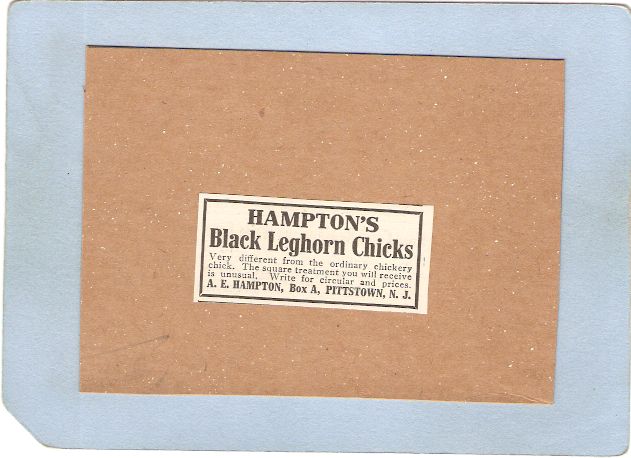 HAMPTON'S
Black Leghorn Chicks
Very different from the ordinary chickery
chick. The square treatment you will receive
is unusual. Write for circular and prices.
A. E. HAMPTON, Box A, PITTSTOWN, N. J.